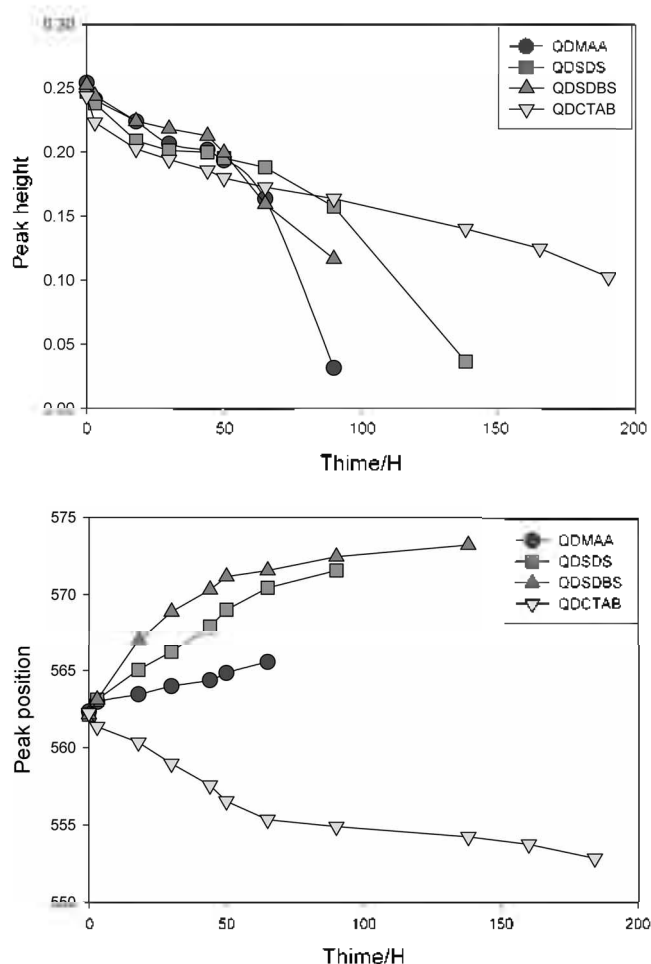 0.30
QDMAA
QDSDS
QDSDBS
QDCTAB
0.25
0.20
0.15
0.10
0.05
0.00
Peak height
0 50 100 150 200
Thime/H
575
QDMAA
QDSDS
QDSDBS
QDCTAB
570
565
560
555
550
Peak position
0 50 100 150 200
Thime/H